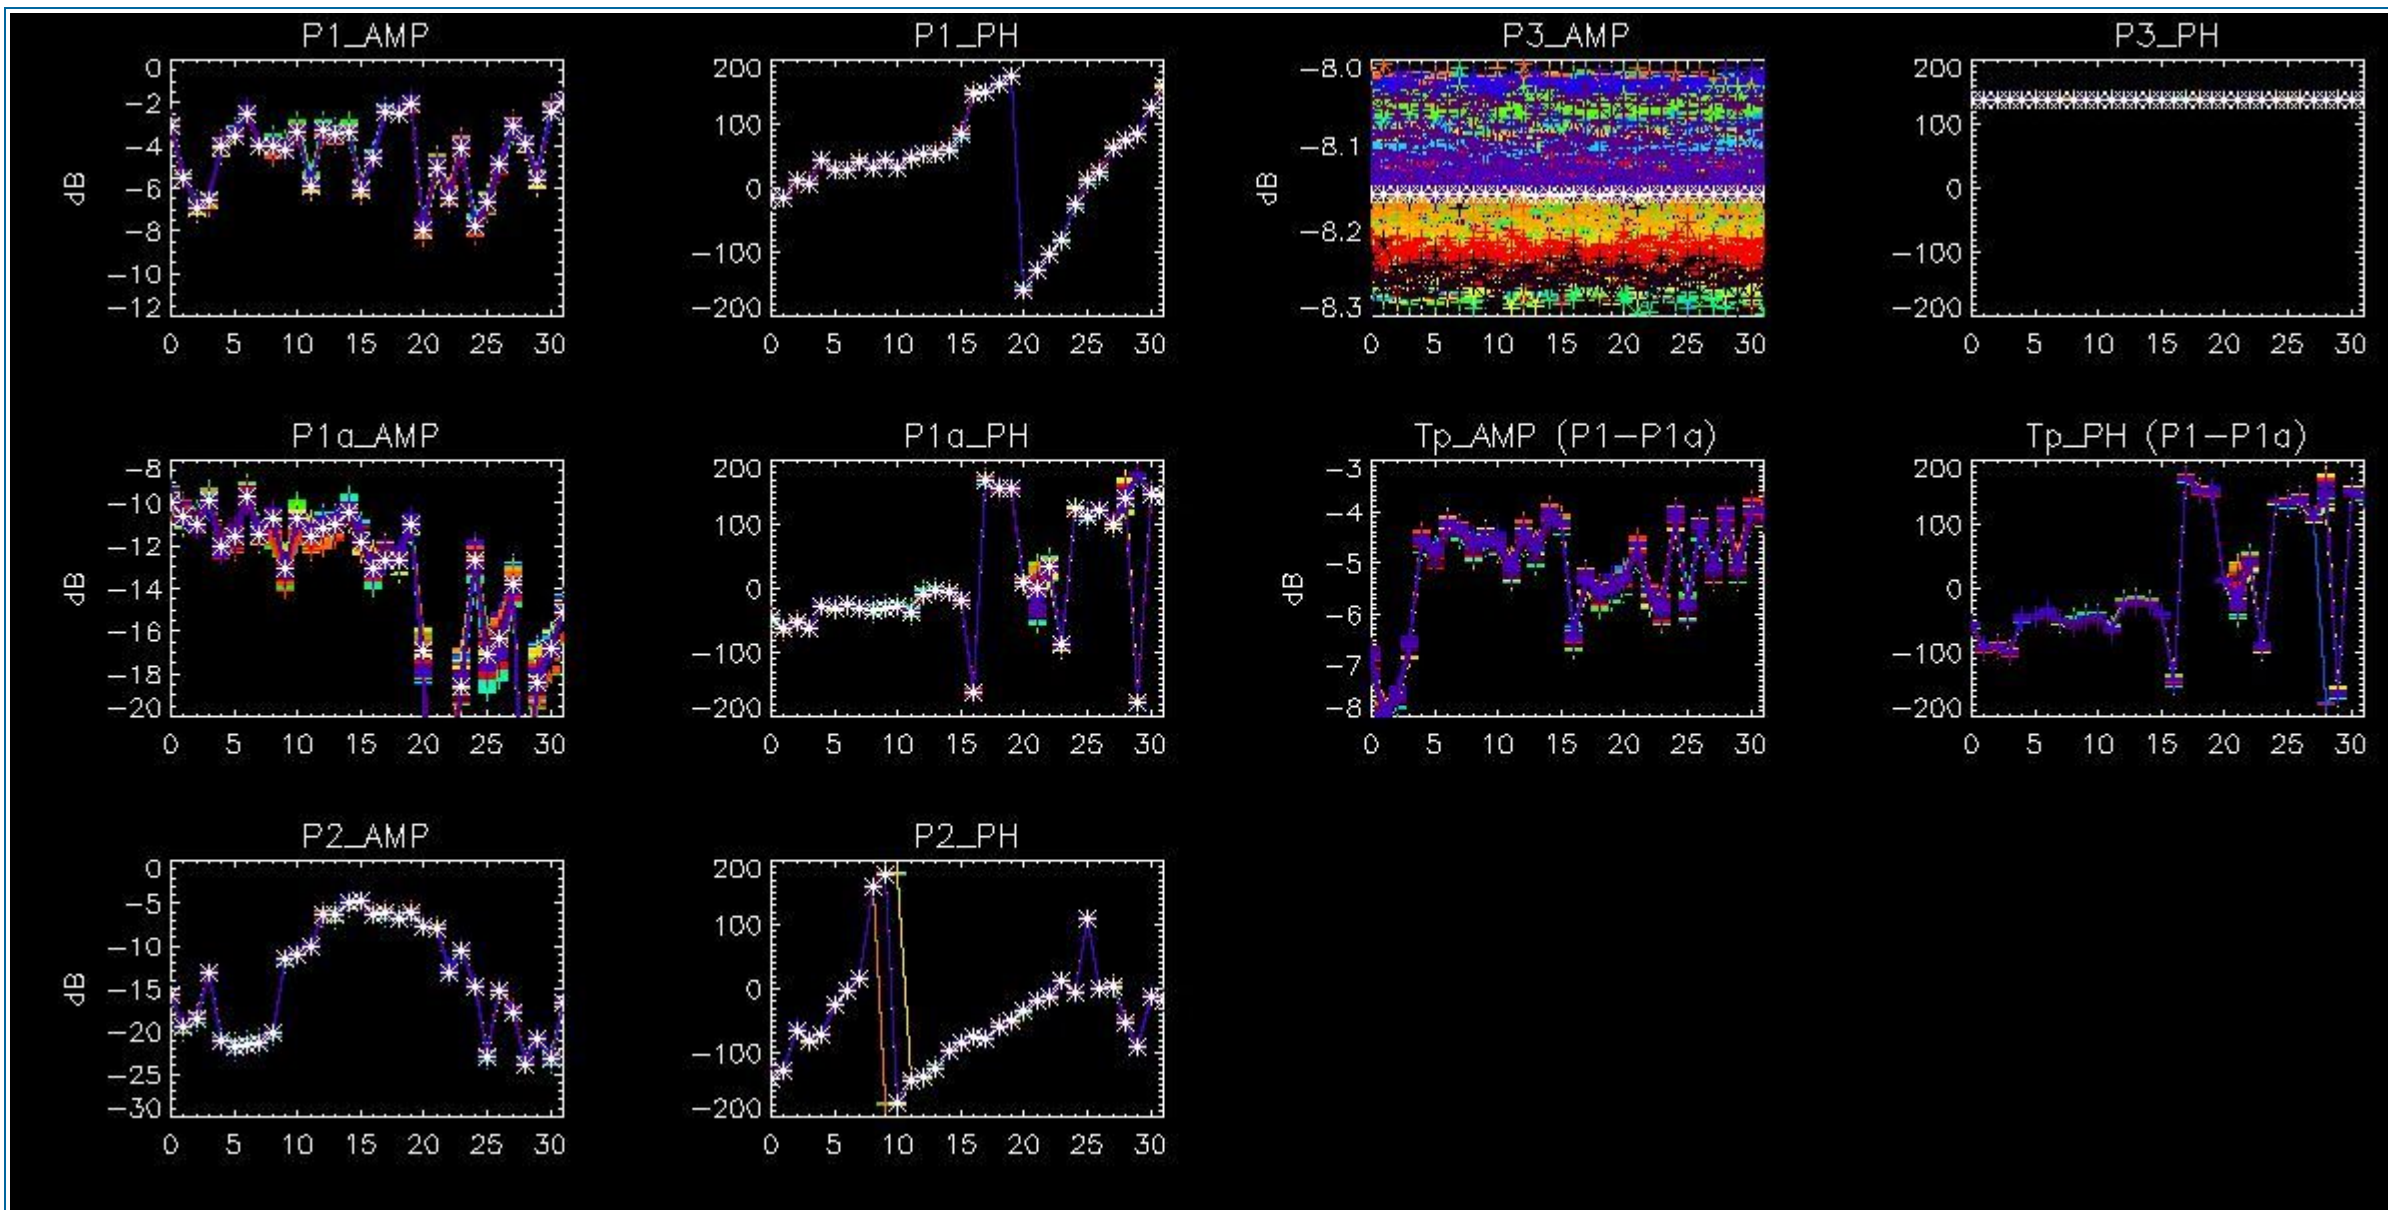 P1_AMP
0
−2
−4
−6
−8
−10
−12
dB
0 5 10 15 20 25 30
P1_PH
200
100
0
−100
−200
0 5 10 15 20 25 30
P3_AMP
−8.0
−8.1
−8.2
−8.3
dB
0 5 10 15 20 25 30
P3_PH
200
100
0
−100
−200
0 5 10 15 20 25 30
P1a_AMP
−8
−10
−12
−14
−16
−18
−20
dB
0 5 10 15 20 25 30
P1a_PH
200
100
0
−100
−200
0 5 10 15 20 25 30
Tp_AMP (P1−P1a)
−3
−4
−5
−6
−7
−8
dB
0 5 10 15 20 25 30
Tp_PH (P1−P1a)
200
100
0
−100
−200
0 5 10 15 20 25 30
P2_AMP
0
−5
−10
−15
−20
−25
−30
dB
0 5 10 15 20 25 30
P2_PH
200
100
0
−100
−200
0 5 10 15 20 25 30